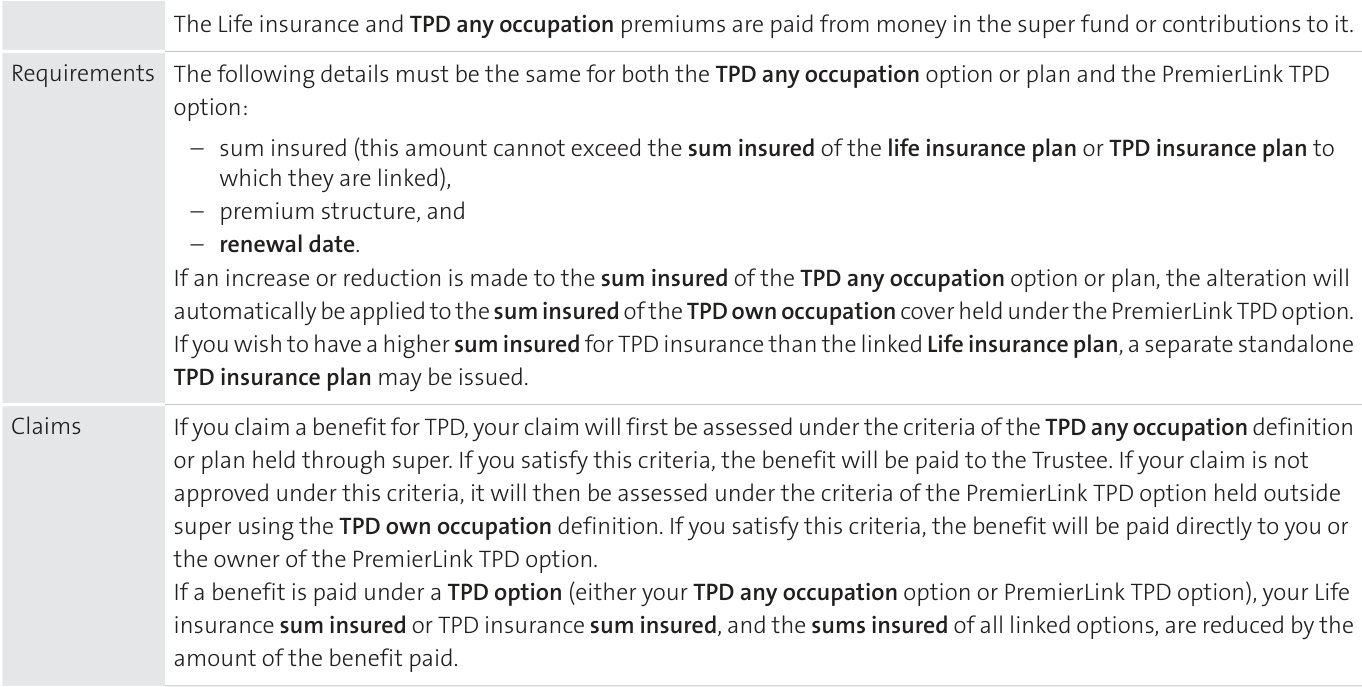 The Life insurance and TPD any occupation premiums are paid from money in the super fund or contributions to it.
Requirements
The following details must be the same for both the TPD any occupation option or plan and the PremierLink TPD
option:
– sum insured (this amount cannot exceed the sum insured of the life insurance plan or TPD insurance plan to
which they are linked),
– premium structure, and
– renewal date.
If an increase or reduction is made to the sum insured of the TPD any occupation option or plan, the alteration will
automatically be applied to the sum insured of the TPD own occupation cover held under the PremierLink TPD option.
If you wish to have a higher sum insured for TPD insurance than the linked Life insurance plan, a separate standalone
TPD insurance plan may be issued.
Claims
If you claim a benefit for TPD, your claim will first be assessed under the criteria of the TPD any occupation definition
or plan held through super. If you satisfy this criteria, the benefit will be paid to the Trustee. If your claim is not
approved under this criteria, it will then be assessed under the criteria of the PremierLink TPD option held outside
super using the TPD own occupation definition. If you satisfy this criteria, the benefit will be paid directly to you or
the owner of the PremierLink TPD option.
If a benefit is paid under a TPD option (either your TPD any occupation option or PremierLink TPD option), your Life
insurance sum insured or TPD insurance sum insured, and the sums insured of all linked options, are reduced by the
amount of the benefit paid.